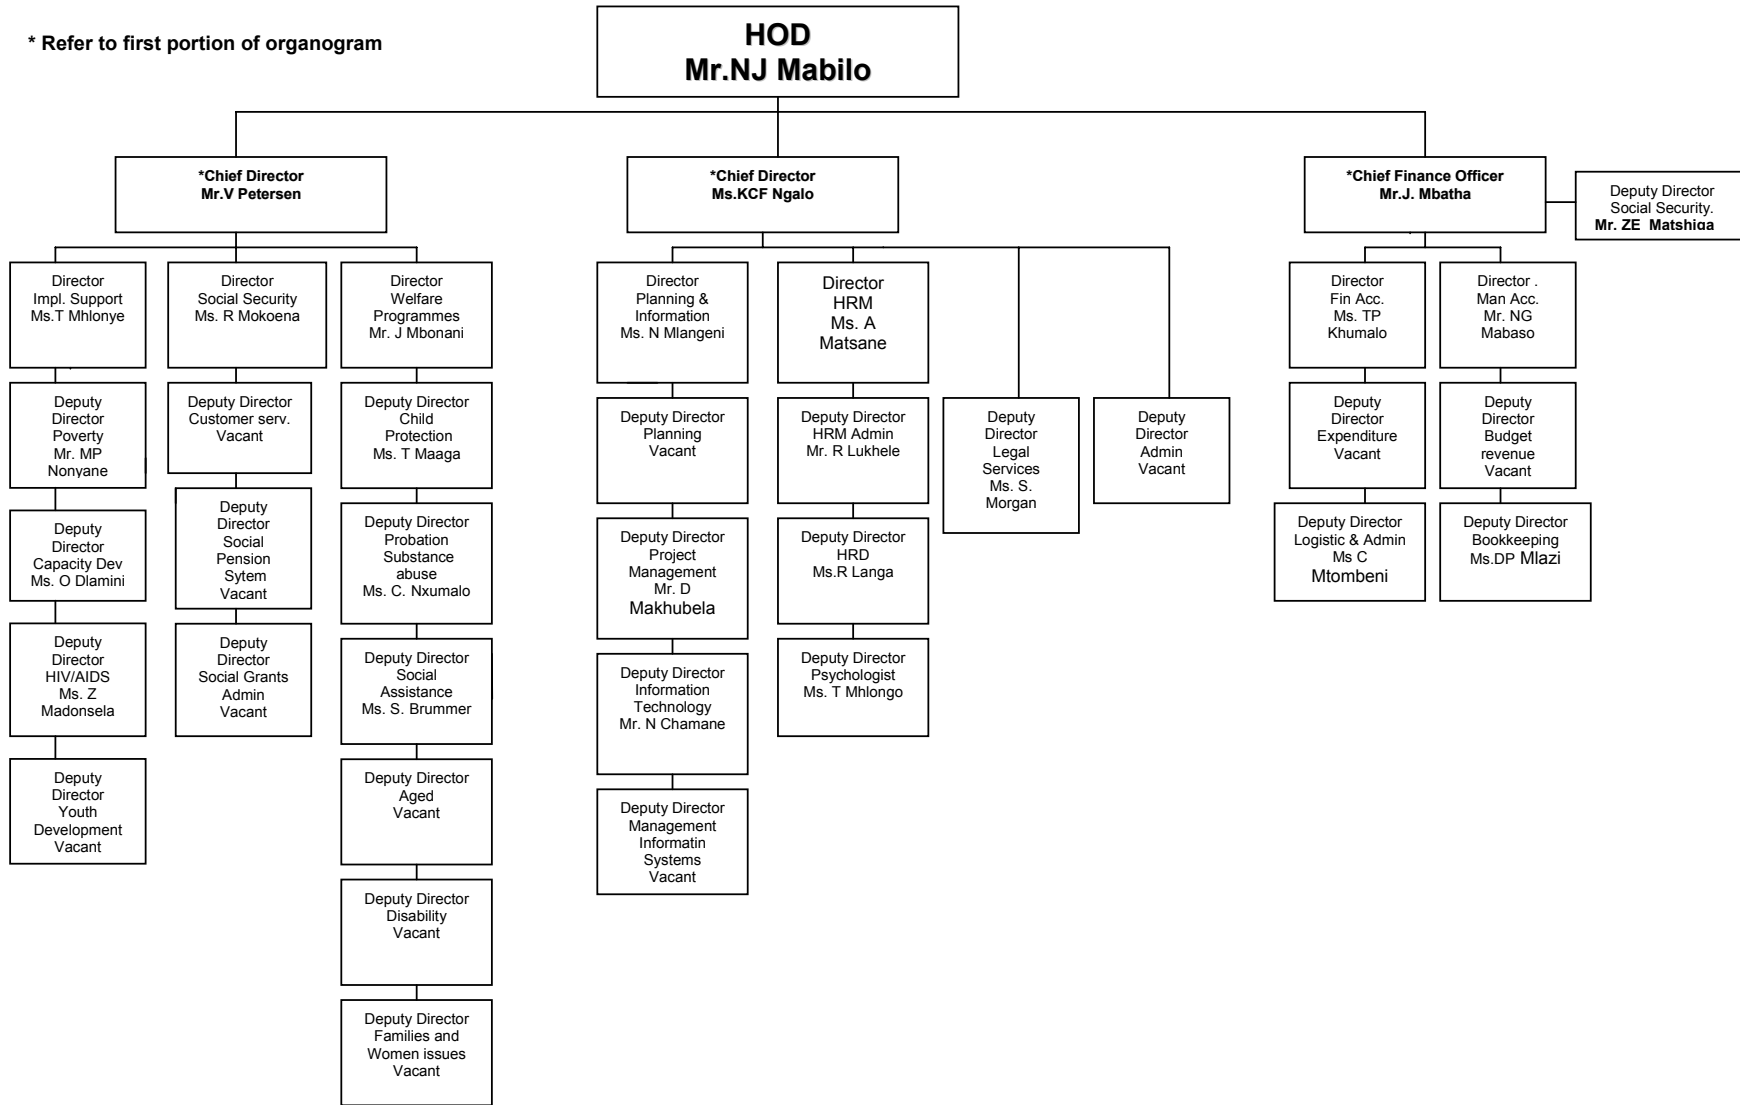 * Refer to first portion of organogram
HOD
Mr.NJ Mabilo
*Chief Director
Mr.V Petersen
*Chief Director
Ms.KCF Ngalo
*Chief Finance Officer
Mr.J. Mbatha
Deputy Director
Social Security.
Mr. ZE Matshiga
Director
Impl. Support
Ms.T Mhlonye
Deputy
Director
Poverty
Mr. MP
Nonyane
Deputy
Director
Capacity Dev
Ms. O Dlamini
Deputy
Director
HIV/AIDS
Ms. Z
Madonsela
Deputy
Director
Youth
Development
Vacant
Director
Social Security
Ms. R Mokoena
Deputy Director
Customer serv.
Vacant
Deputy
Director
Social
Pension
Sytem
Vacant
Deputy
Director
Social Grants
Admin
Vacant
Director
Welfare
Programmes
Mr. J Mbonani
Deputy Director
Child
Protection
Ms. T Maaga
Deputy Director
Probation
Substance
abuse
Ms. C. Nxumalo
Deputy Director
Social
Assistance
Ms. S. Brummer
Deputy Director
Aged
Vacant
Deputy Director
Disability
Vacant
Deputy Director
Families and
Women issues
Vacant
Director
Planning &
Information
Ms. N Mlangeni
Deputy Director
Planning
Vacant
Deputy Director
Project
Management
Mr. D
Makhubela
Deputy Director
Information
Technology
Mr. N Chamane
Deputy Director
Management
Informatin
Systems
Vacant
Director
HRM
Ms. A
Matsane
Deputy Director
HRM Admin
Mr. R Lukhele
Deputy Director
HRD
Ms.R Langa
Deputy Director
Psychologist
Ms. T Mhlongo
Deputy
Director
Legal
Services
Ms. S.
Morgan
Deputy
Director
Admin
Vacant
Director
Fin Acc.
Ms. TP
Khumalo
Deputy
Director
Expenditure
Vacant
Deputy Director
Logistic & Admin
Ms C
Mtombeni
Director .
Man Acc.
Mr. NG
Mabaso
Deputy
Director
Budget
revenue
Vacant
Deputy Director
Bookkeeping
Ms.DP Mlazi